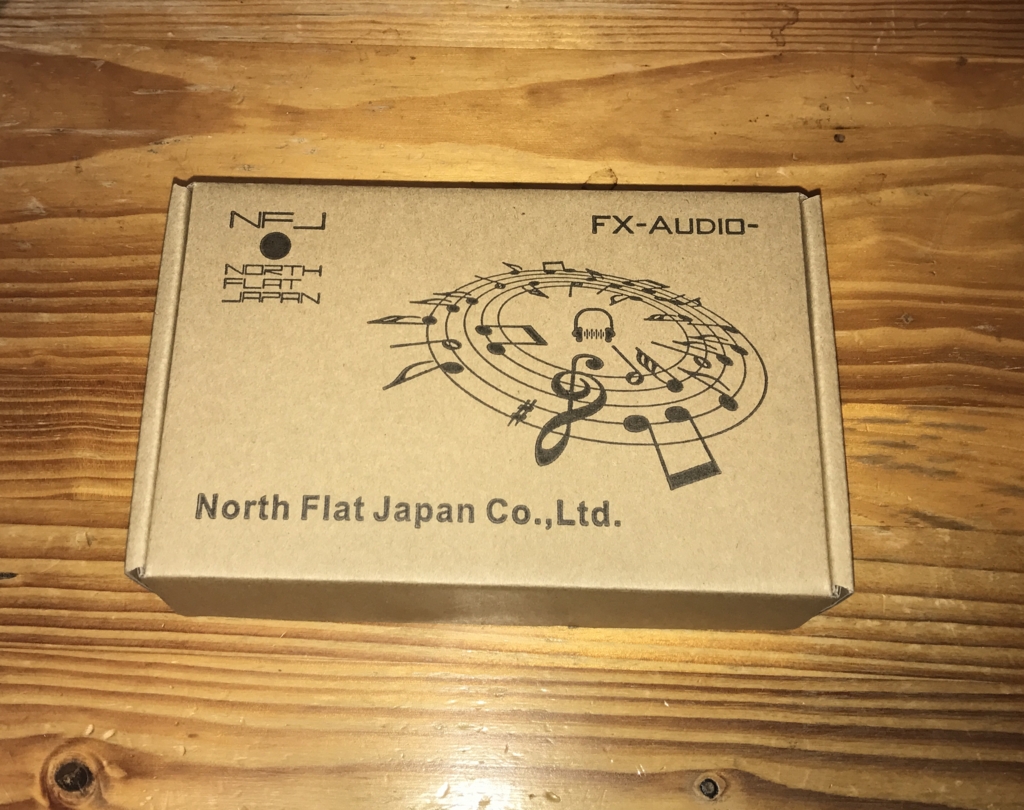 NFJ
NORTH
FLAT
JAPAN
FX-AUDIO-
North Flat Japan Co.,Ltd.